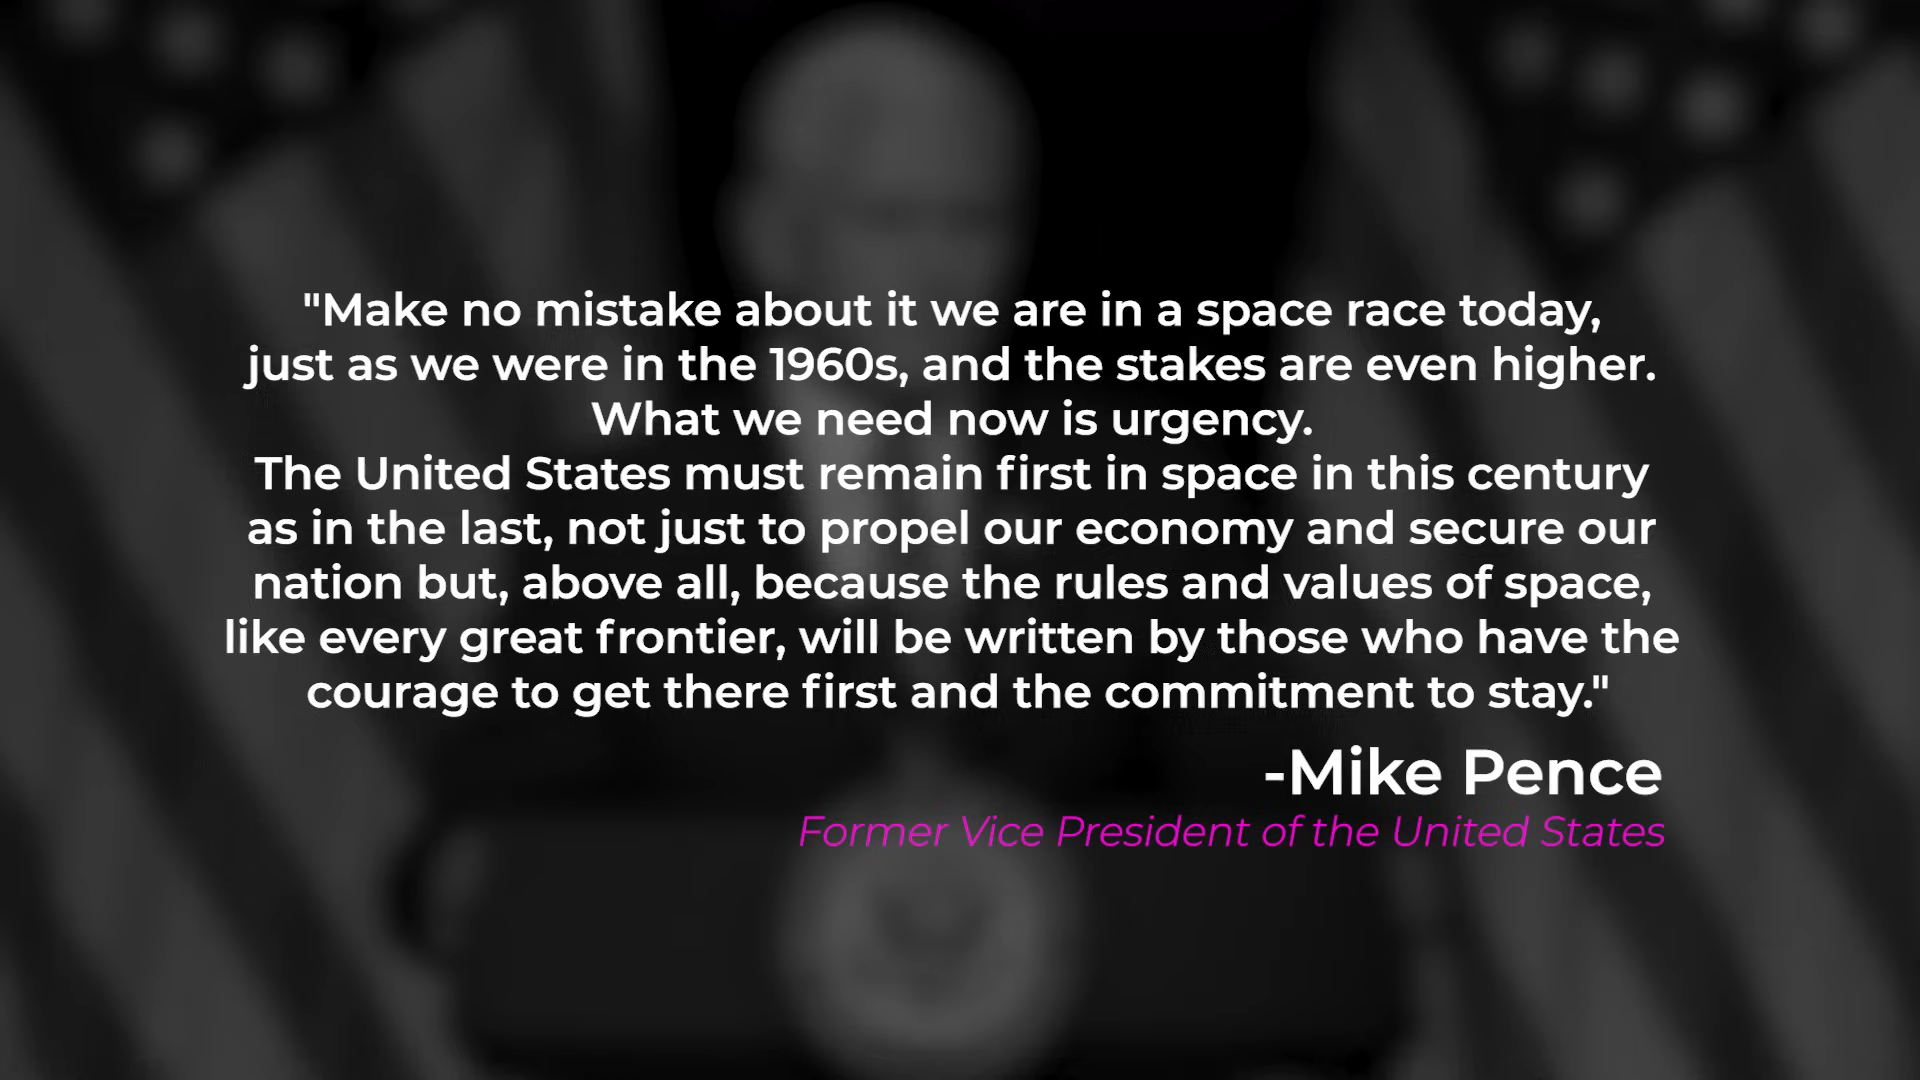 "Make no mistake about it we are in a space race today,
just as we were in the 1960s, and the stakes are even higher.
What we need now is urgency.
The United States must remain first in space in this century
as in the last, not just to propel our economy and secure our
nation but, above all, because the rules and values of space,
like every great frontier, will be written by those who have the
courage to get there first and the commitment to stay."
-Mike Pence
Former Vice President of the United States